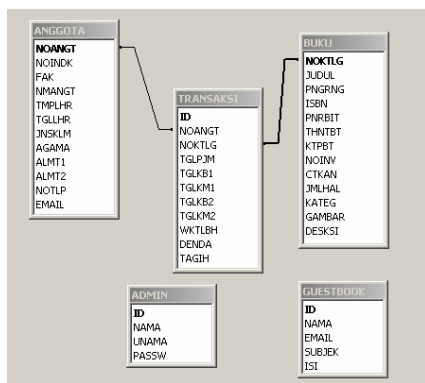 ANGGOTA
NOANGT
NOINDK
FAK
NMANGT
TMPLHR
TGLLHR
JNSKLM
AGAMA
ALMT1
ALMT2
NOTLP
EMAIL
TRANSAKSI
ID
NOANGT
NOKTLG
TGLPJM
TGLKB1
TGLKM1
TGLKB2
TGLKM2
WKTLBH
DENDA
TAGIH
BUKU
NOKTLG
JUDUL
PNGRNG
ISBN
PNRBIT
THNTBT
KTPBT
NOINV
CTKAN
JMLHAL
KATEG
GAMBAR
DESKSI
ADMIN
ID
NAMA
UNAMA
PASSW
GUESTBOOK
ID
NAMA
EMAIL
SUBJEK
ISI